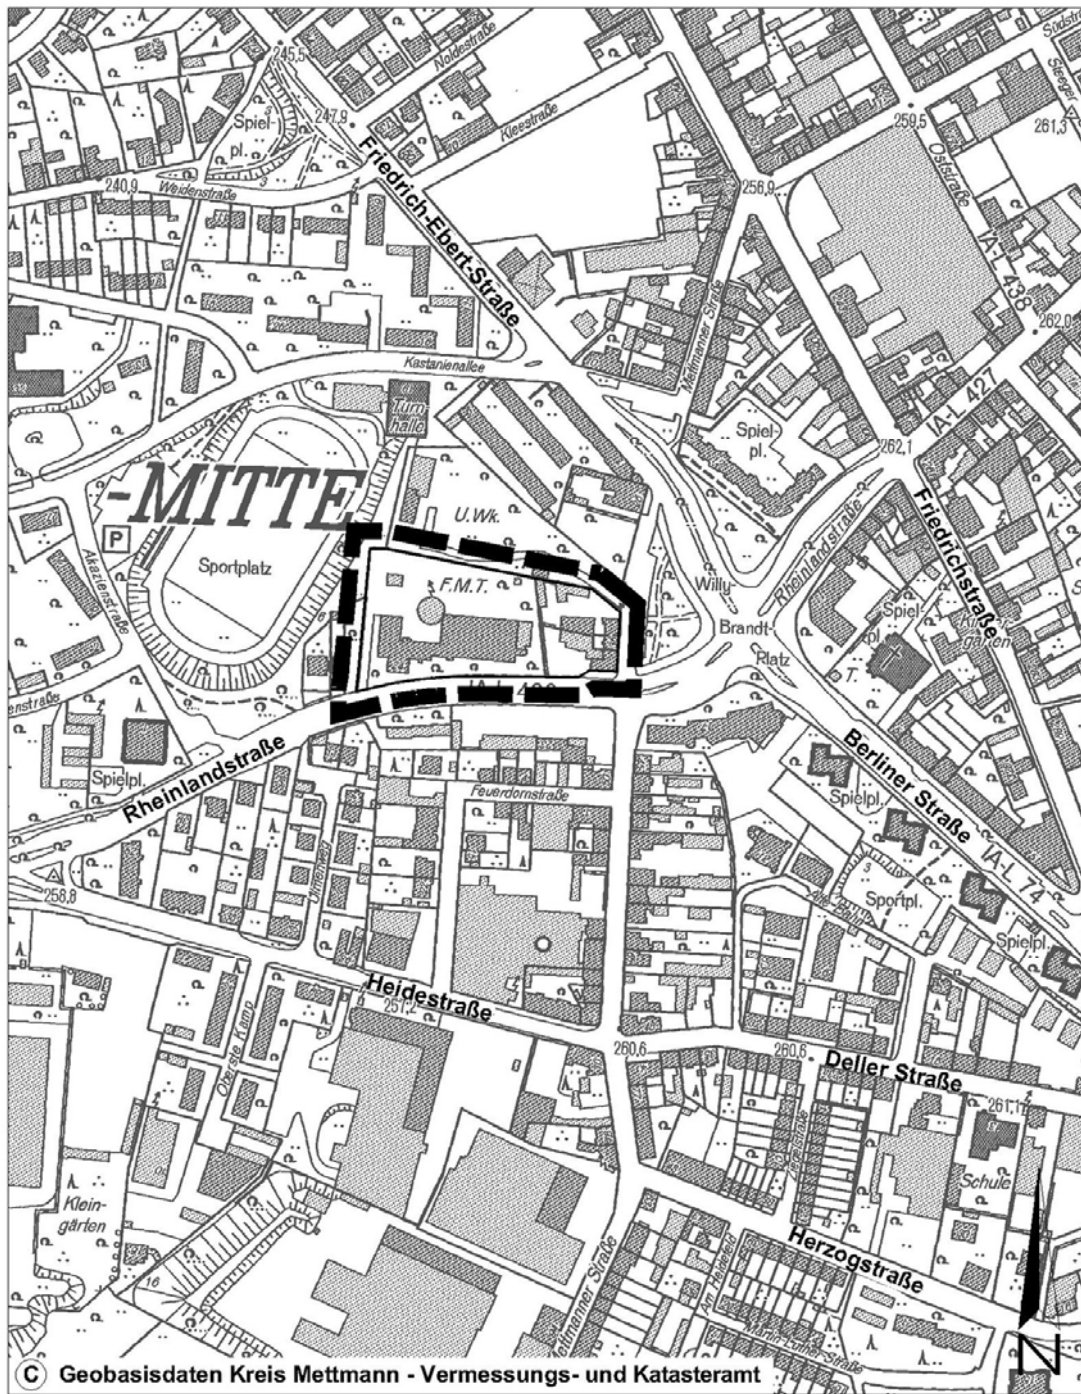 245,5
Noldestraße
247,9
Spiel-
pl.
Kleestraße
259,5
261,3
Oststraße
240,9
Weidenstraße
Friedrich-Ebert-Straße
256,9
IA-L 438
262,0
Mettmanner Straße
Kastanienallee
Turn-
halle
IA-L 427
Spiel-
pl.
262,1
-MITTE
U.Wk.
P
Sportplatz
Akazienstraße
F.M.T.
Willy-
Brandt-
Platz
Rheinlandstraße
Friedrichstraße
Spiel
pl.
T.
Rheinlandstraße
Spielpl.
Feuerdornstraße
Berliner Straße
Spielpl.
IA-L 74
Sportpl.
Spielpl.
258,8
Ulmenweg
Heidestraße
251,2
260,6
260,6
Deller Straße
261,1
Oberste Kamp
Schule
Klein-
gärten
16
Herzogstraße
Am Heidefeld
N
C Geobasisdaten Kreis Mettmann - Vermessungs- und Katasteramt